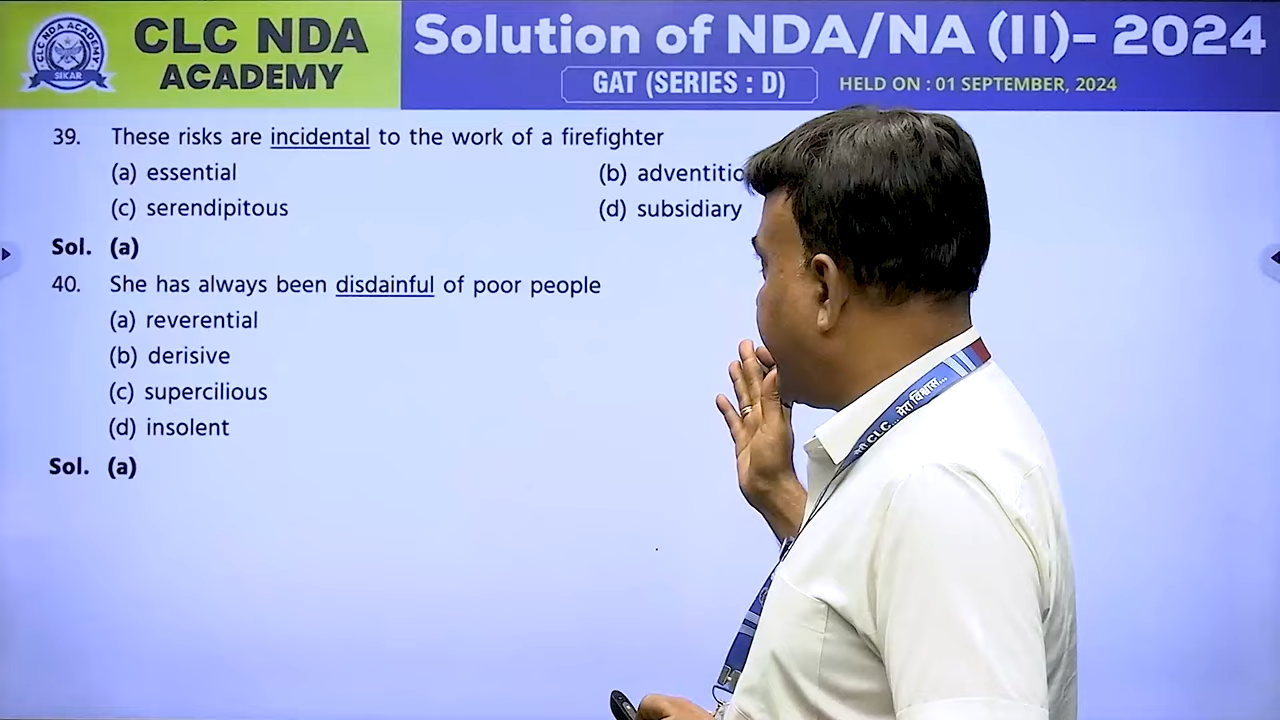 CLC NDA ACADEMY
SIKAR
CLC NDA
ACADEMY
Solution of NDA/NA (II)- 2024
GAT (SERIES : D)
HELD ON : 01 SEPTEMBER, 2024
39. These risks are incidental to the work of a firefighter
(a) essential (b)
(c) serendipitous (d) subsidiary
Sol. (a)
40. She has always been disdainful of poor people
(a) reverential
(b) derisive
(c) supercilious
(d) insolent
Sol. (a)
CLC... मेरा विश्वास...